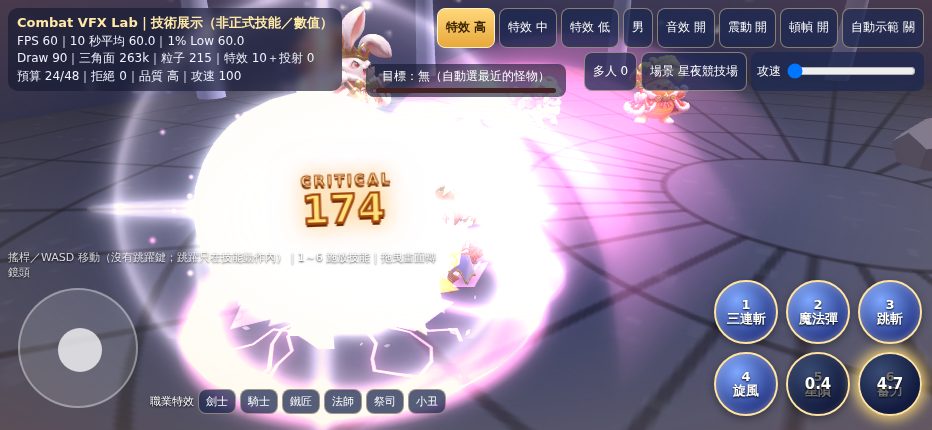 Combat VFX Lab｜技術展示（非正式技能／數值）
FPS 60｜10 秒平均 60.0｜1% Low 60.0
Draw 90｜三角面 263k｜粒子 215｜特效 10＋投射 0
預算 24/48｜拒絕 0｜品質 高｜攻速 100
特效 高
特效 中
特效 低
男
音效 開
震動 開
頓幀 開
自動示範 關
目標：無（自動選最近的怪物）
多人 0
場景 星夜競技場
攻速
CRITICAL
174
搖桿／WASD 移動（沒有跳躍鍵；跳躍只在技能動作內）｜1～6 施放技能｜拖曳畫面轉
鏡頭
1
三連斬
2
魔法彈
3
跳斬
4
旋風
0.4
4.7
職業特效
劍士
騎士
鐵匠
法師
祭司
小丑